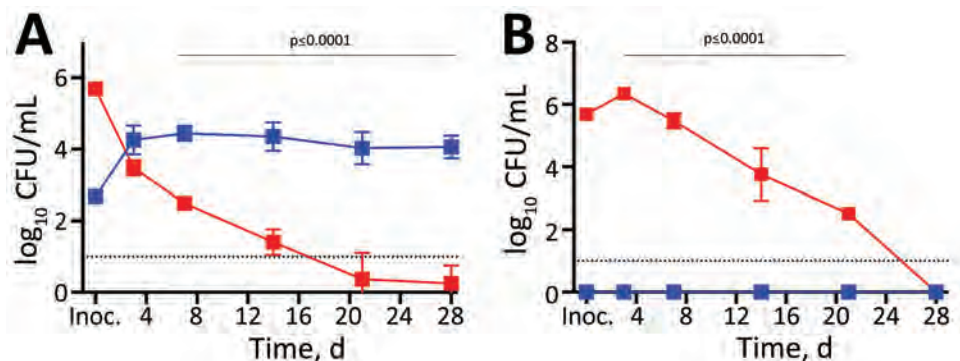 A
p≤0.0001
log10 CFU/mL
6
4
2
0
Inoc. 4 8 12 16 20 24 28
Time, d
B
p≤0.0001
log10 CFU/mL
8
6
4
2
0
Inoc. 4 8 12 16 20 24 28
Time, d